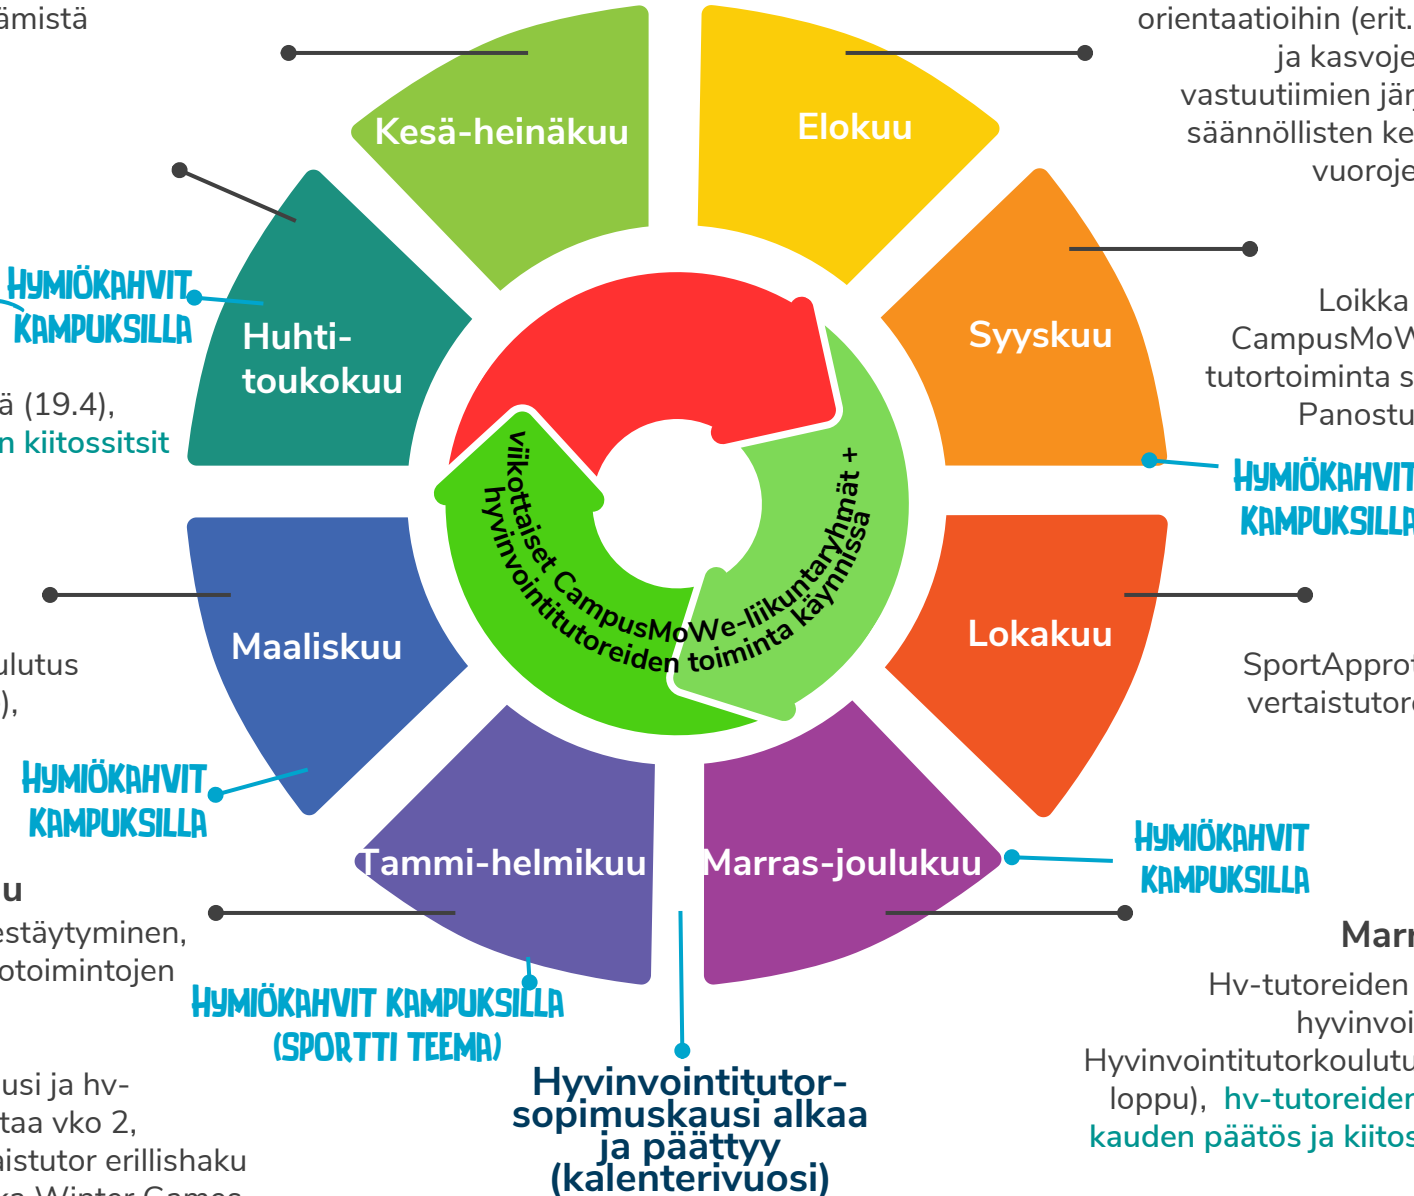 ämistä
orientaatioihin (erit.
ja kasvoje
vastuutiimien jär
säännöllisten ke
vuoroje
Kesä-heinäkuu
Elokuu
HYMIÖKAHVIT
KAMPUKSILLA
Huhti-
toukokuu
ä (19.4),
n kiitossitsit
Syyskuu
Loikka
CampusMoW
tutortoiminta s
Panostu
HYMIÖKAHVIT
KAMPUKSILLA
viikottaiset CampusMoWe-liikuntaryhmät +
hyvinvointitutoreiden toiminta käynnissä
Maaliskuu
ulutus
),
Lokakuu
SportApprot
vertaistutor
HYMIÖKAHVIT
KAMPUKSILLA
Tammi-helmikuu
Marras-joulukuu
HYMIÖKAHVIT
KAMPUKSILLA
u
estäytyminen,
otoimintojen
HYMIÖKAHVIT KAMPUKSILLA
(SPORTTI TEEMA)
usi ja hv-
taa vko 2,
aistutor erillishaku
ka Winter Games
Hyvinvointitutor-
sopimuskausi alkaa
ja päättyy
(kalenterivuosi)
Marr
Hv-tutoreiden
hyvinvoi
Hyvinvointitutorkoulutu
loppu), hv-tutoreiden
kauden päätös ja kiitos